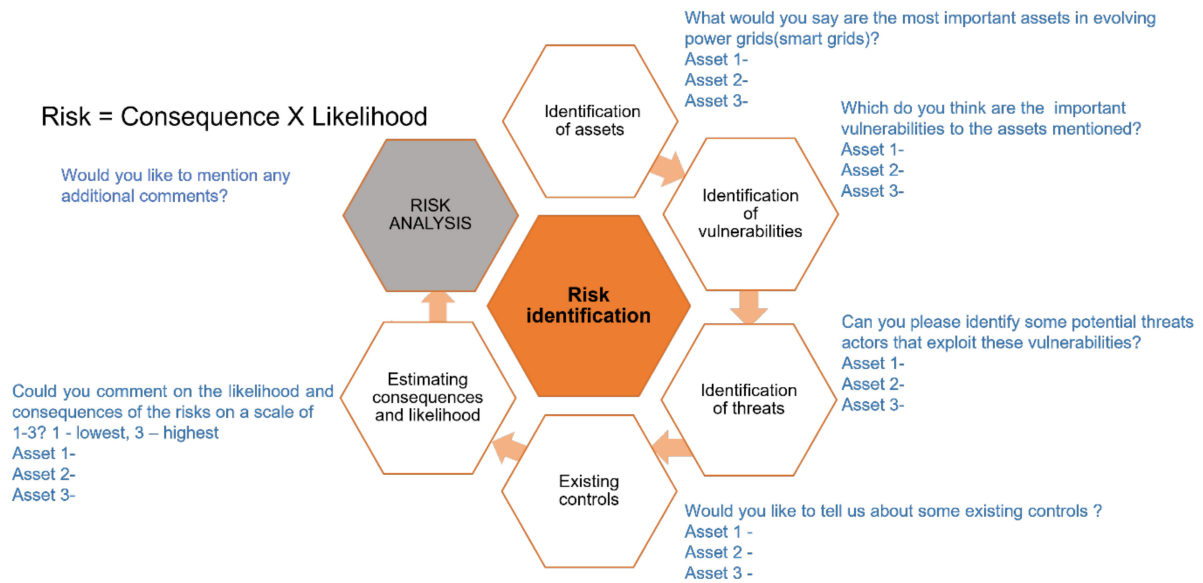 What would you say are the most important assets in evolving
power grids(smart grids)?
Asset 1-
Asset 2-
Asset 3-
Identification
of assets
Risk = Consequence X Likelihood
Which do you think are the important
vulnerabilities to the assets mentioned?
Asset 1-
Asset 2-
Asset 3-
Identification
of
vulnerabilities
Would you like to mention any
additional comments?
RISK
ANALYSIS
Risk
identification
Can you please identify some potential threats
actors that exploit these vulnerabilities?
Asset 1-
Asset 2-
Asset 3-
Identification
of threats
Could you comment on the likelihood and
consequences of the risks on a scale of
1-3? 1 - lowest, 3 – highest
Asset 1-
Asset 2-
Asset 3-
Estimating
consequences
and likelihood
Existing
controls
Would you like to tell us about some existing controls ?
Asset 1 -
Asset 2 -
Asset 3 -